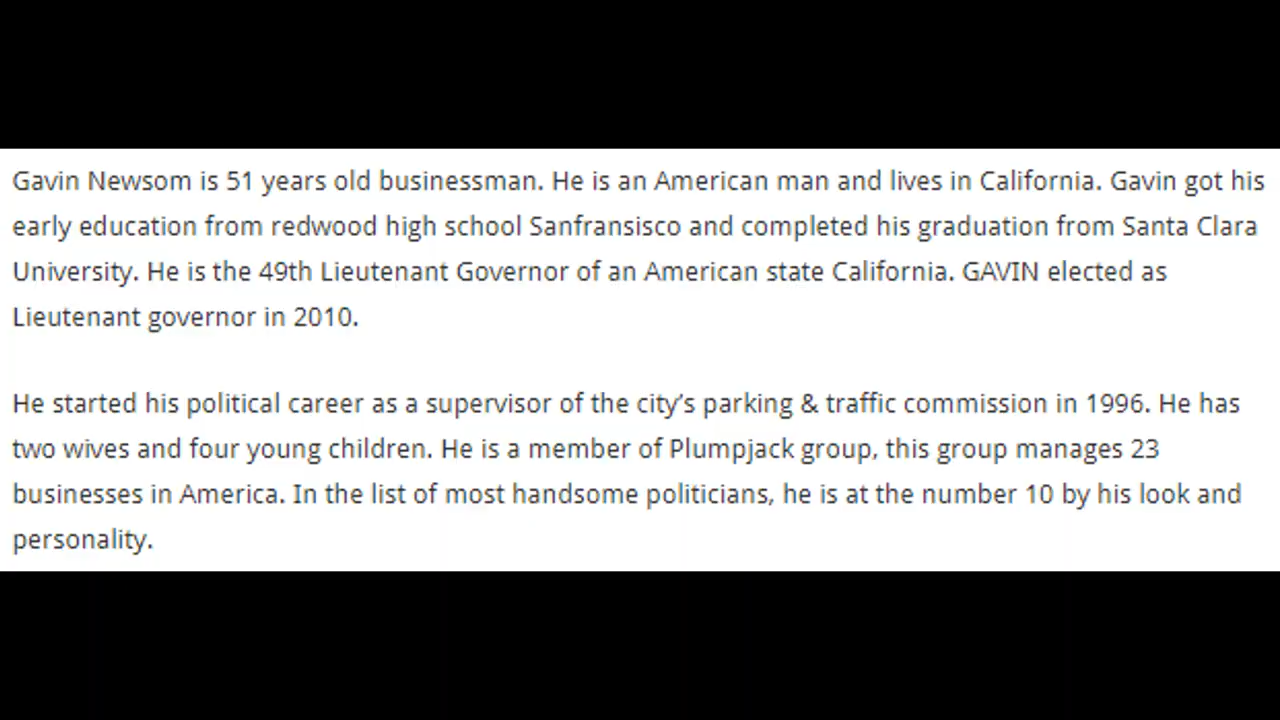 Gavin Newsom is 51 years old businessman. He is an American man and lives in California. Gavin got his
early education from redwood high school Sanfransisco and completed his graduation from Santa Clara
University. He is the 49th Lieutenant Governor of an American state California. GAVIN elected as
Lieutenant governor in 2010.
He started his political career as a supervisor of the city’s parking & traffic commission in 1996. He has
two wives and four young children. He is a member of Plumpjack group, this group manages 23
businesses in America. In the list of most handsome politicians, he is at the number 10 by his look and
personality.